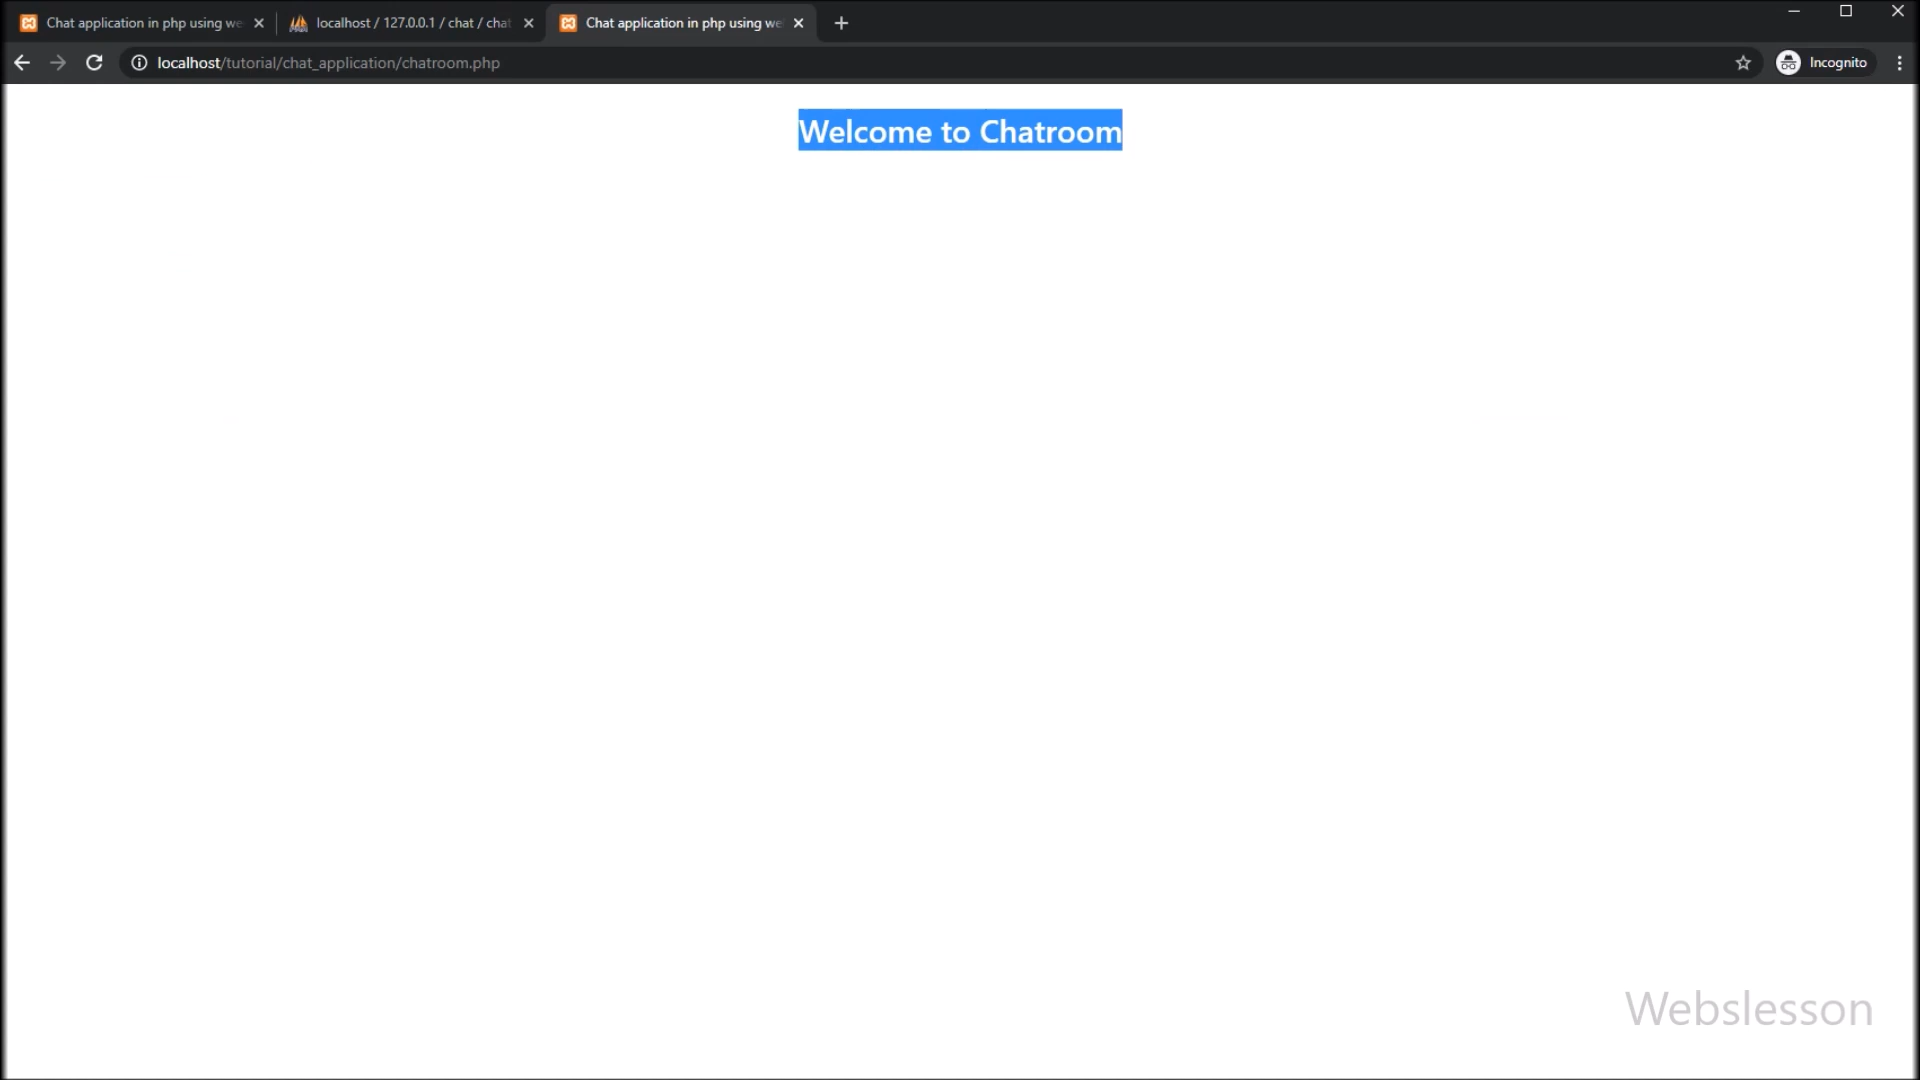 Chat application in php using we
localhost / 127.0.0.1 / chat / chat
Chat application in php using we
localhost/tutorial/chat_application/chatroom.php
Incognito
Welcome to Chatroom
Webslesson